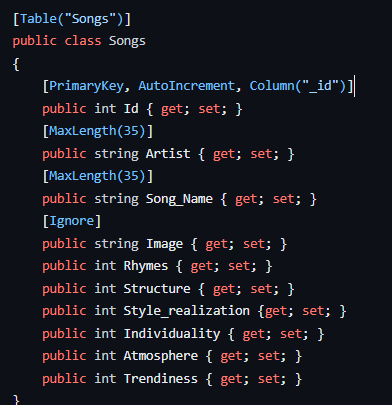 [Table("Songs")]
public class Songs
{
[PrimaryKey, AutoIncrement, Column("_id")]
public int Id { get; set; }
[MaxLength(35)]
public string Artist { get; set; }
[MaxLength(35)]
public string Song_Name { get; set; }
[Ignore]
public string Image { get; set; }
public int Rhymes { get; set; }
public int Structure { get; set; }
public int Style_realization {get; set; }
public int Individuality { get; set; }
public int Atmosphere { get; set; }
public int Trendiness { get; set; }
}